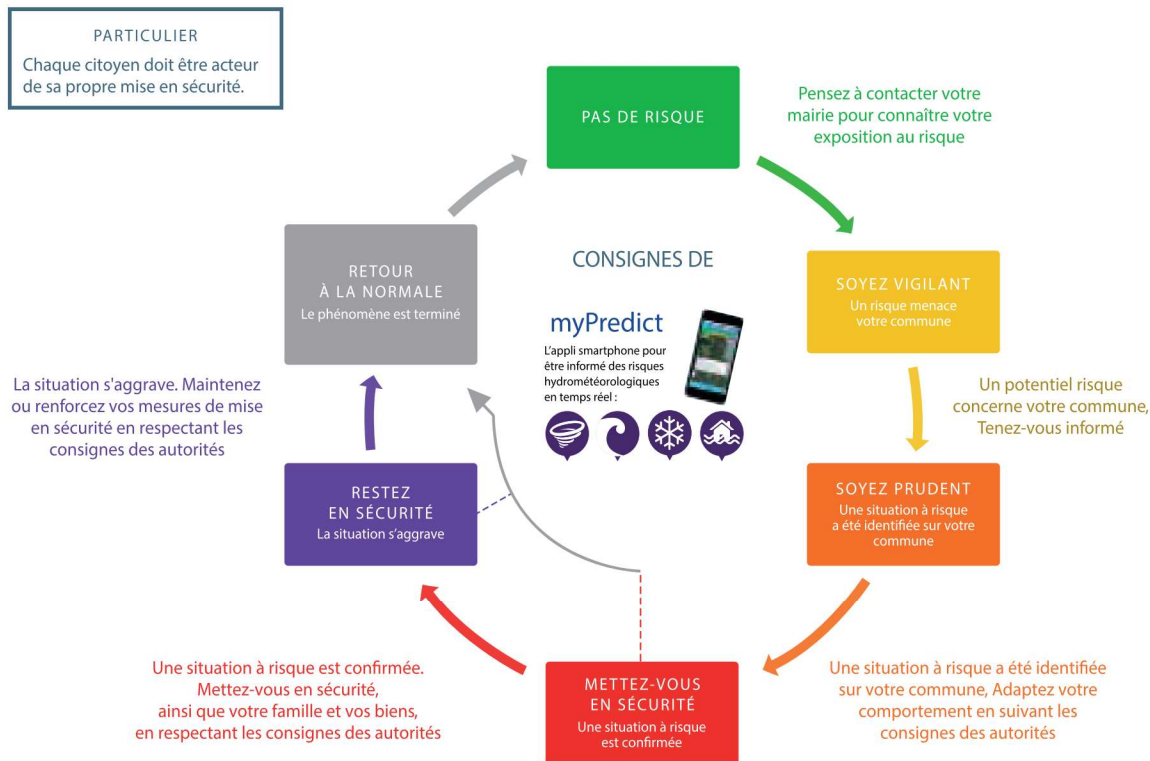 PARTICULIER
Chaque citoyen doit être acteur
de sa propre mise en sécurité.
PAS DE RISQUE
Pensez à contacter votre
mairie pour connaître votre
exposition au risque
SOYEZ VIGILANT
Un risque menace
votre commune
Un potentiel risque
concerne votre commune,
Tenez-vous informé
SOYEZ PRUDENT
Une situation à risque
a été identifiée sur votre
commune
Une situation à risque a été identifiée
sur votre commune, Adaptez votre
comportement en suivant les
consignes des autorités
METTEZ-VOUS
EN SÉCURITÉ
Une situation à risque
est confirmée
Une situation à risque est confirmée.
Mettez-vous en sécurité,
ainsi que votre famille et vos biens,
en respectant les consignes des autorités
RESTEZ
EN SÉCURITÉ
La situation s’aggrave
La situation s'aggrave. Maintenez
ou renforcez vos mesures de mise
en sécurité en respectant les
consignes des autorités
RETOUR
À LA NORMALE
Le phénomène est terminé
CONSIGNES DE
myPredict
L’appli smartphone pour
être informé des risques
hydrométéorologiques
en temps réel :